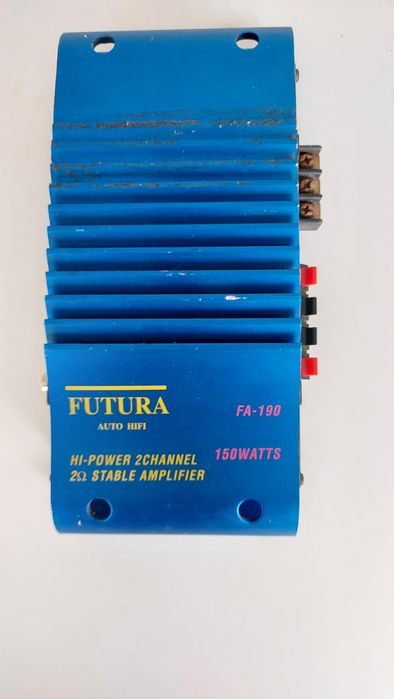 FUTURA
AUTO HIFI
FA-190
HI-POWER 2CHANNEL
2Ω STABLE AMPLIFIER
150WATTS